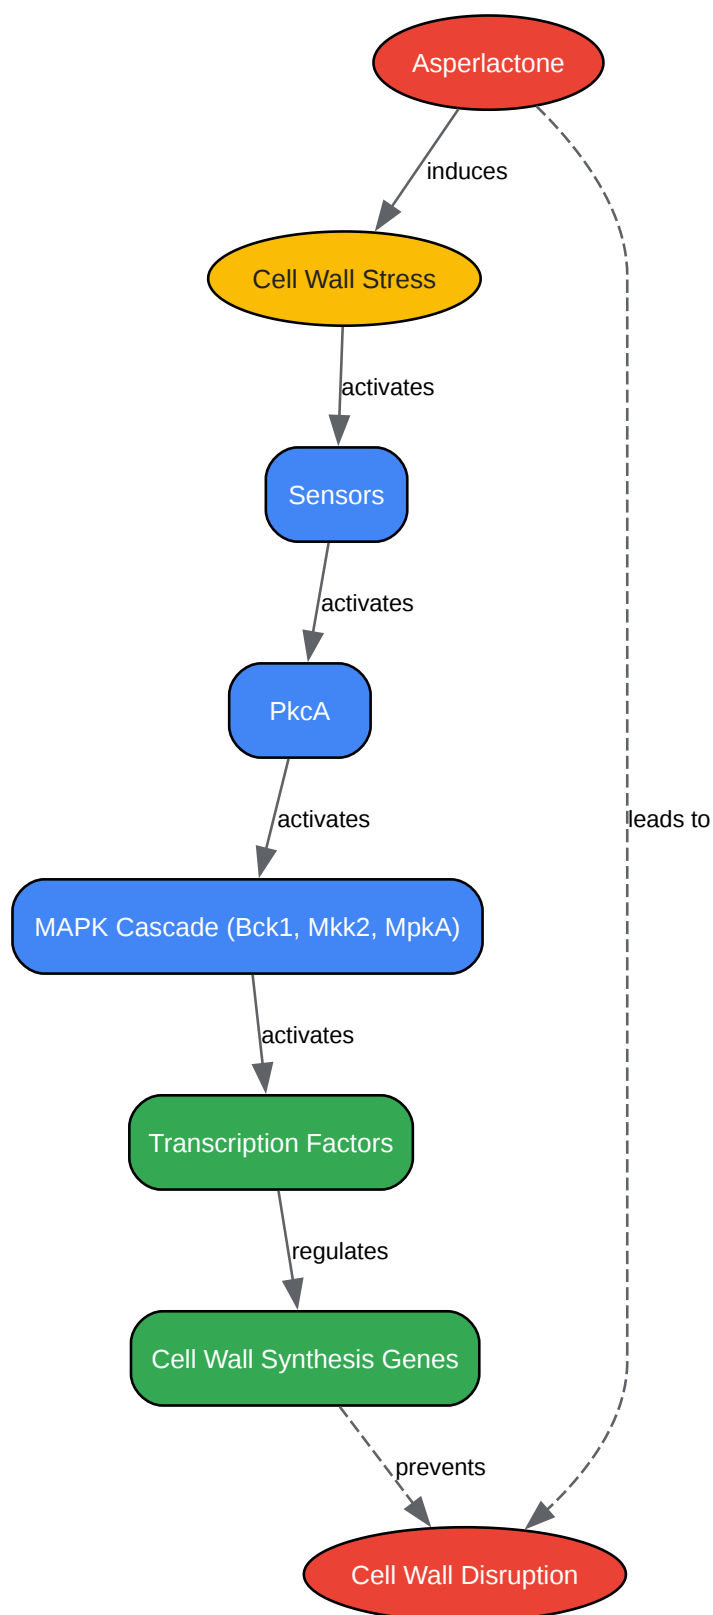 Asperlactone
induces
Cell Wall Stress
activates
Sensors
activates
PkcA
activates
leads to
MAPK Cascade (Bck1, Mkk2, MpkA)
activates
Transcription Factors
regulates
Cell Wall Synthesis Genes
prevents
Cell Wall Disruption